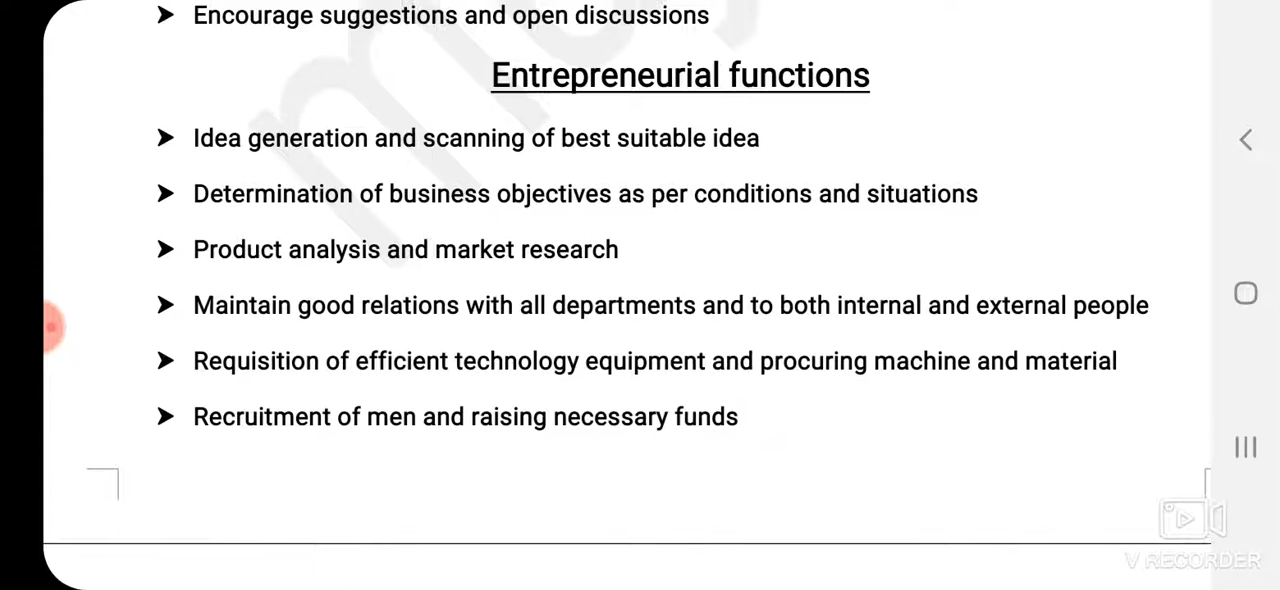 ➤ Encourage suggestions and open discussions
Entrepreneurial functions
➤ Idea generation and scanning of best suitable idea
➤ Determination of business objectives as per conditions and situations
➤ Product analysis and market research
➤ Maintain good relations with all departments and to both internal and external people
➤ Requisition of efficient technology equipment and procuring machine and material
➤ Recruitment of men and raising necessary funds
V RECORDER